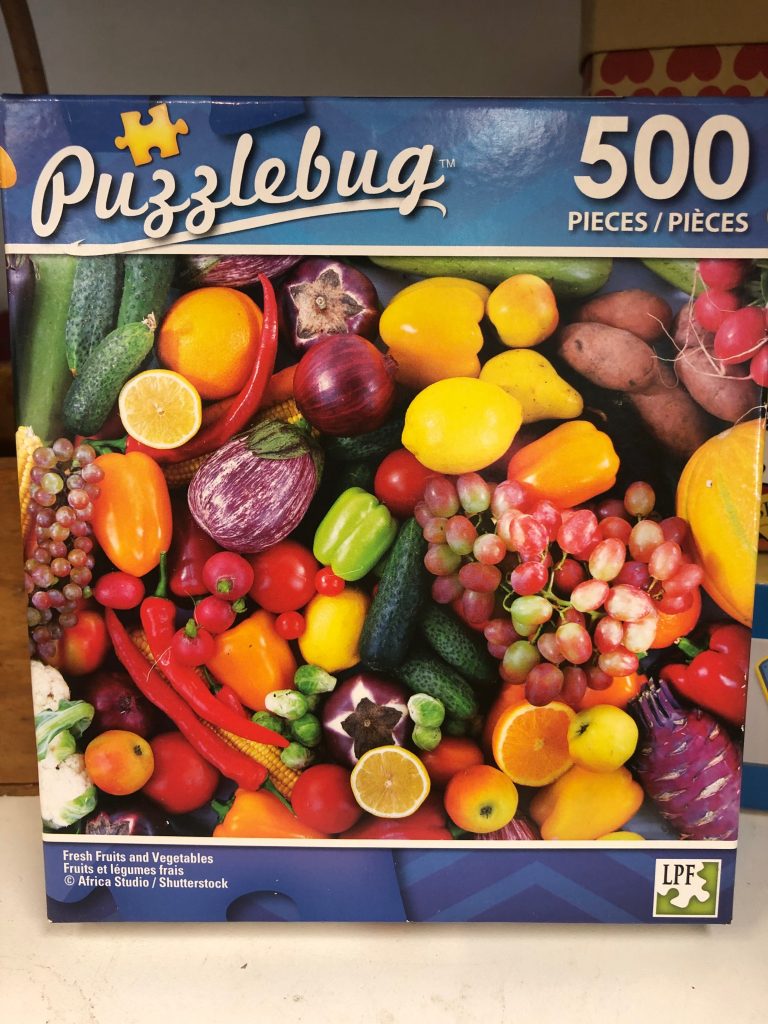 Puzzlebug™
500
PIECES / PIÈCES
Fresh Fruits and Vegetables
Fruits et légumes frais
© Africa Studio / Shutterstock
LPF